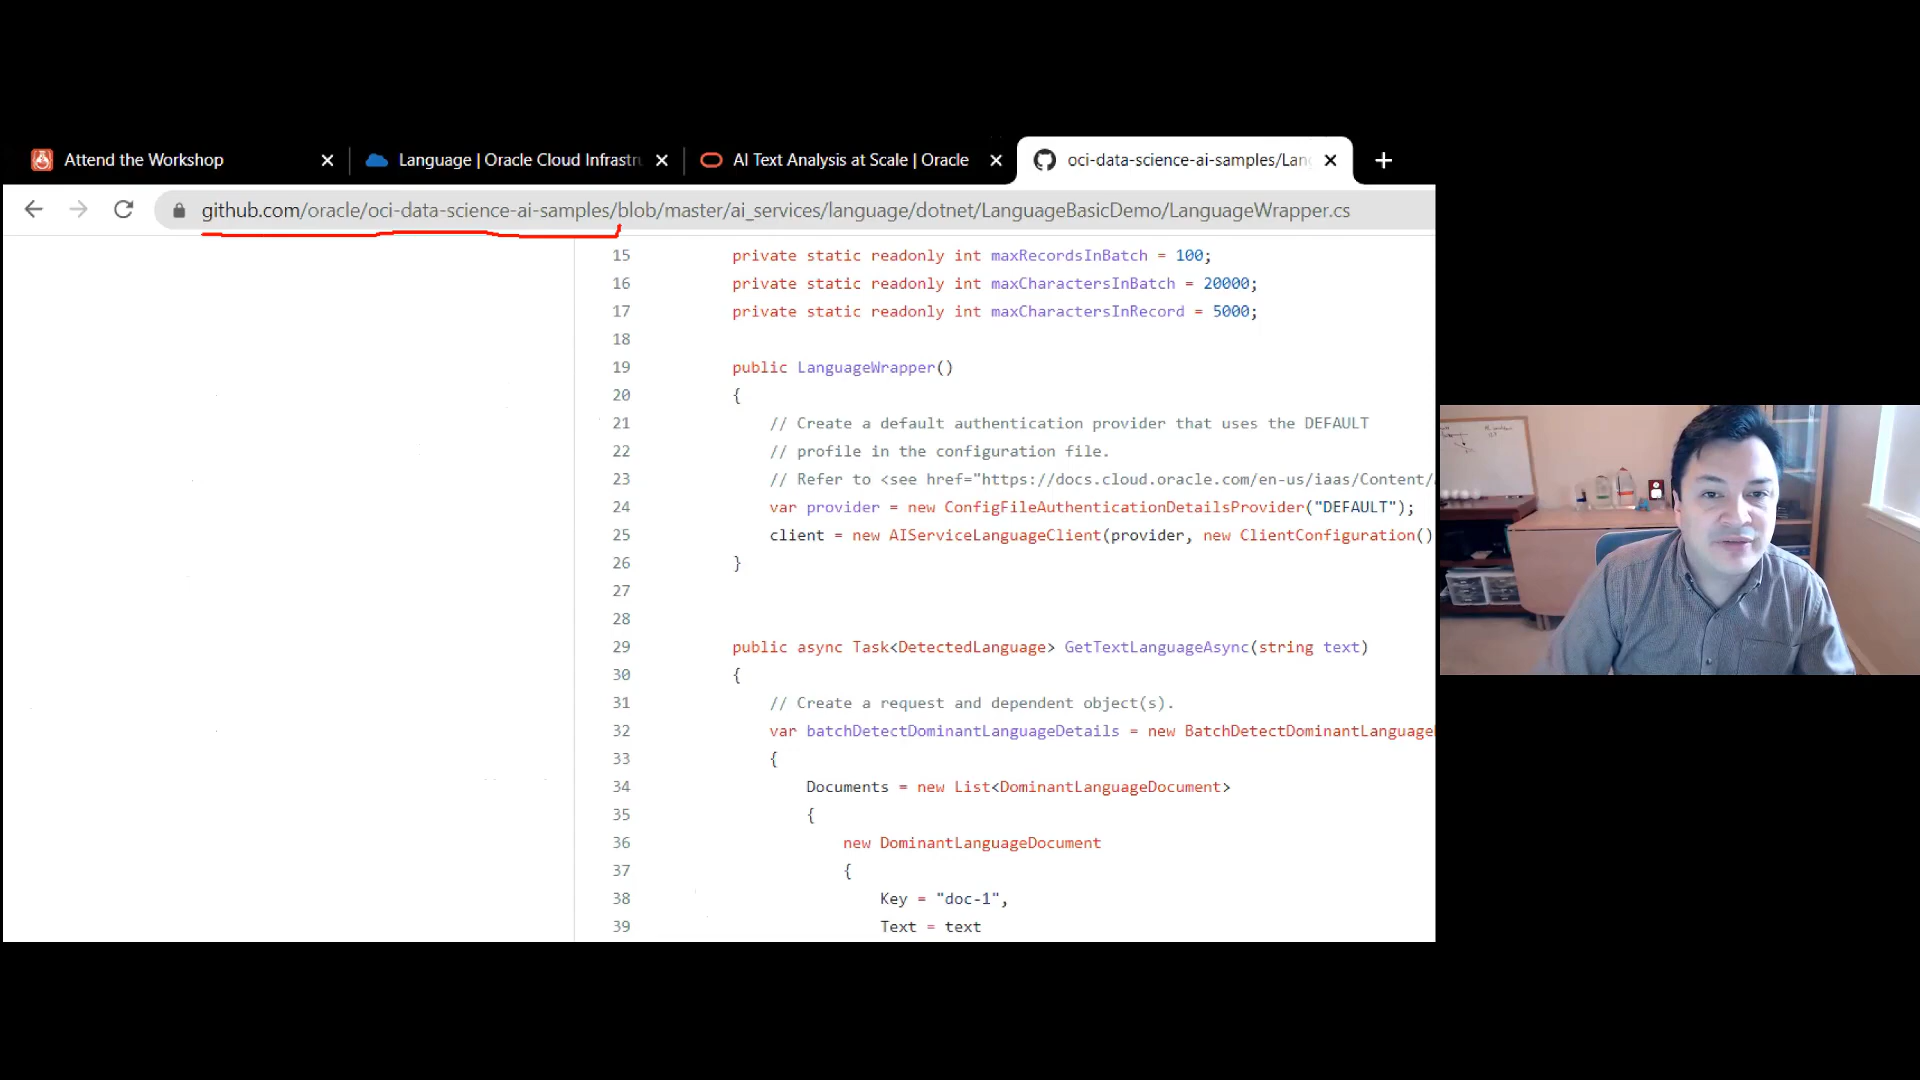 Attend the Workshop
Language | Oracle Cloud Infrastru
AI Text Analysis at Scale | Oracle
oci-data-science-ai-samples/Lang
github.com/oracle/oci-data-science-ai-samples/blob/master/ai_services/language/dotnet/LanguageBasicDemo/LanguageWrapper.cs
15 private static readonly int maxRecordsInBatch = 100;
16 private static readonly int maxCharactersInBatch = 20000;
17 private static readonly int maxCharactersInRecord = 5000;
18
19 public LanguageWrapper()
20 {
21 // Create a default authentication provider that uses the DEFAULT
22 // profile in the configuration file.
23 // Refer to <see href="https://docs.cloud.oracle.com/en-us/iaas/Content/
24 var provider = new ConfigFileAuthenticationDetailsProvider("DEFAULT");
25 client = new AIServiceLanguageClient(provider, new ClientConfiguration()
26 }
27
28
29 public async Task<DetectedLanguage> GetTextLanguageAsync(string text)
30 {
31 // Create a request and dependent object(s).
32 var batchDetectDominantLanguageDetails = new BatchDetectDominantLanguage
33 {
34 Documents = new List<DominantLanguageDocument>
35 {
36 new DominantLanguageDocument
37 {
38 Key = "doc-1",
39 Text = text